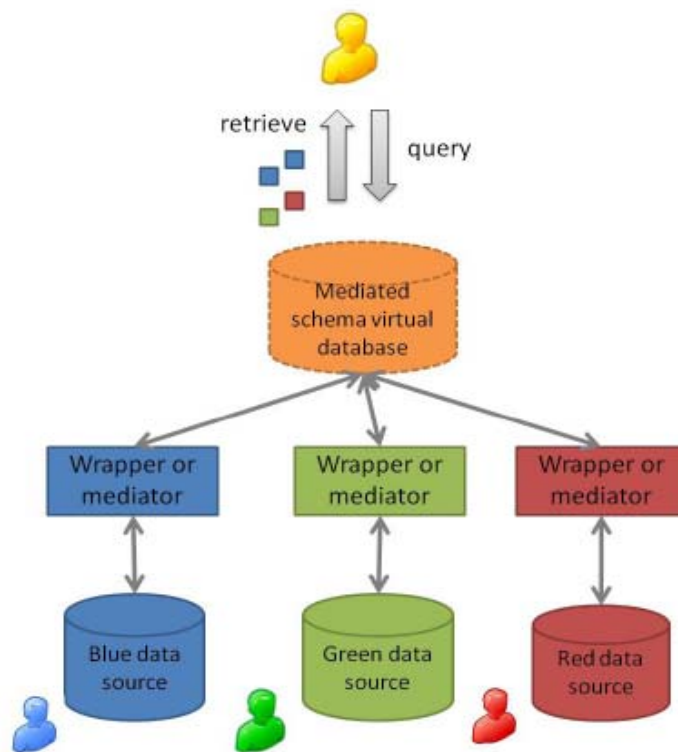 retrieve
query
Mediated
schema virtual
database
Wrapper or
mediator
Wrapper or
mediator
Wrapper or
mediator
Blue data
source
Green data
source
Red data
source